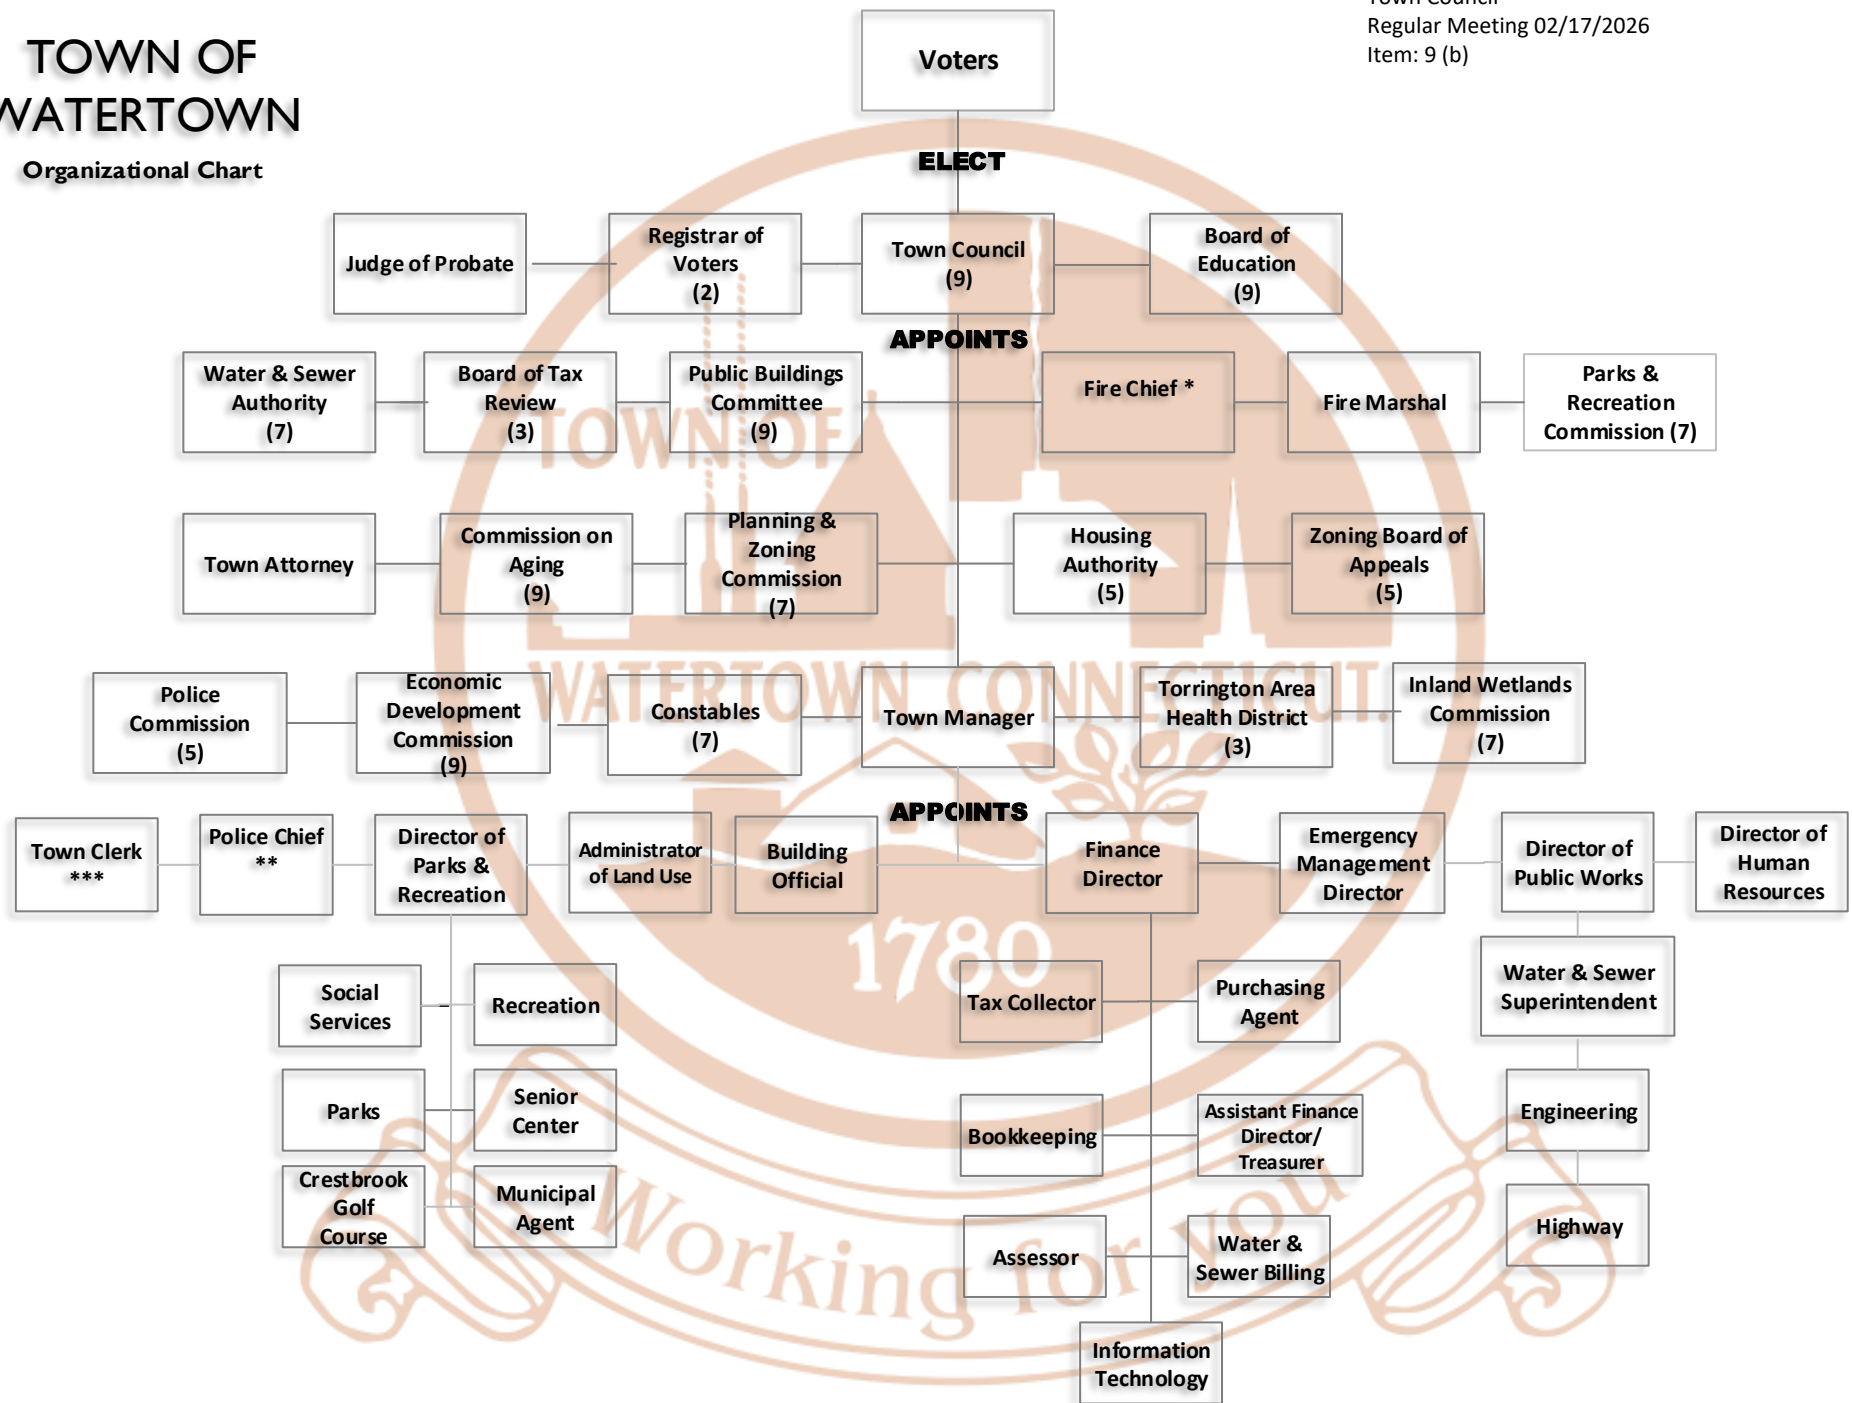 Town Council
Regular Meeting 02/17/2026
Item: 9 (b)
TOWN OF
WATERTOWN
Organizational Chart
Voters
ELECT
Judge of Probate
Registrar of
Voters
(2)
Town Council
(9)
Board of
Education
(9)
APPOINTS
Water & Sewer
Authority
(7)
Board of Tax
Review
(3)
Public Buildings
Committee
(9)
Fire Chief *
Fire Marshal
Parks &
Recreation
Commission (7)
Town Attorney
Commission on
Aging
(9)
Planning &
Zoning
Commission
(7)
Housing
Authority
(5)
Zoning Board of
Appeals
(5)
Police
Commission
(5)
Economic
Development
Commission
(9)
Constables
(7)
Town Manager
Torrington Area
Health District
(3)
Inland Wetlands
Commission
(7)
APPOINTS
Town Clerk
***
Police Chief
**
Director of
Parks &
Recreation
Administrator
of Land Use
Building
Official
Finance
Director
Emergency
Management
Director
Director of
Public Works
Director of
Human
Resources
Social
Services
Recreation
Parks
Senior
Center
Crestbrook
Golf
Course
Municipal
Agent
Tax Collector
Purchasing
Agent
Bookkeeping
Assistant Finance
Director/
Treasurer
Assessor
Water &
Sewer Billing
Information
Technology
Water & Sewer
Superintendent
Engineering
Highway
TOWN OF
WATERTOWN, CONNECTICUT.
1780
Working for you